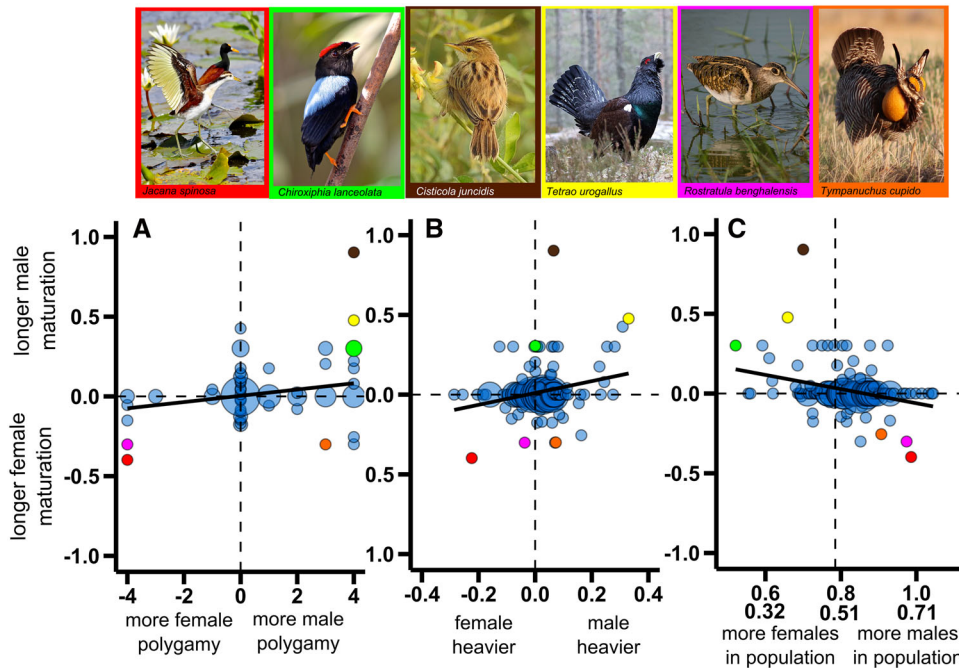 Jacana spinosa
Chiroxiphia lanceolata
Cisticola juncidis
Tetrao urogallus
Rostratula benghalensis
Tympanuchus cupido
A
B
C
longer male
maturation
longer female
maturation
1.0
0.5
0.0
-0.5
-1.0
-4
-2
0
2
4
more female
polygamy
more male
polygamy
1.0
0.5
0.0
0.5
1.0
-0.4
-0.2
0.0
0.2
0.4
female
heavier
male
heavier
1.0
0.5
0.0
-0.5
-1.0
0.6
0.8
1.0
0.32
0.51
0.71
more females
in population
more males
in population